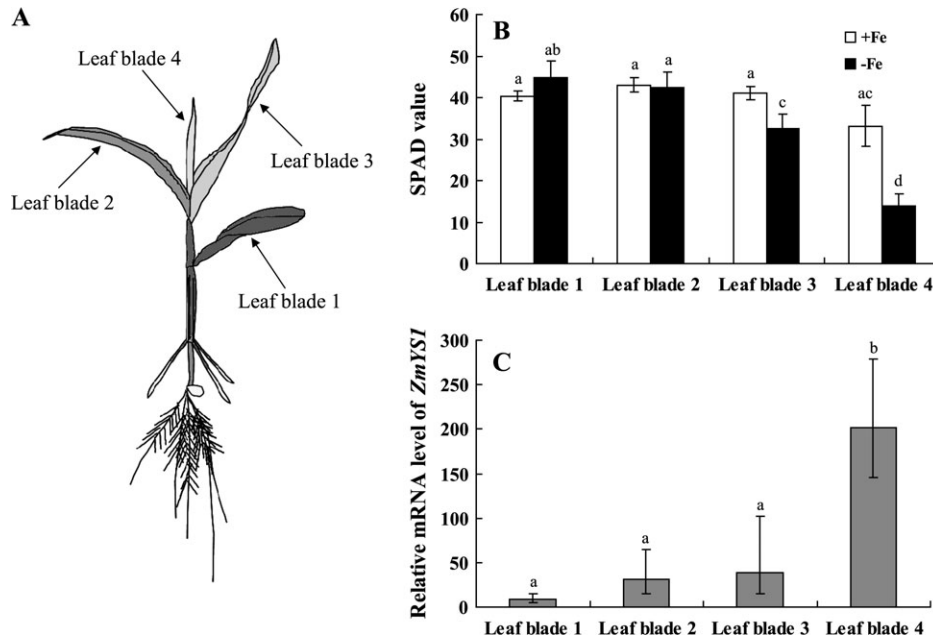 A
Leaf blade 4
Leaf blade 3
Leaf blade 2
Leaf blade 1
B
+Fe
-Fe
SPAD value
60
50
40
30
20
10
0
a
ab
a
a
a
c
ac
d
Leaf blade 1 Leaf blade 2 Leaf blade 3 Leaf blade 4
C
Relative mRNA level of ZmYS1
300
250
200
150
100
50
0
a
a
a
b
Leaf blade 1 Leaf blade 2 Leaf blade 3 Leaf blade 4